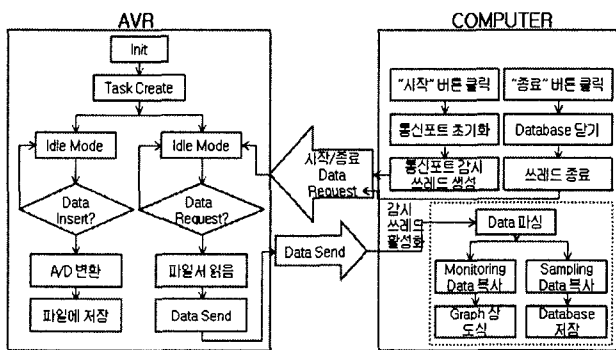 AVR
Init
Task Create
Idle Mode
Idle Mode
Data
Insert?
Data
Request?
A/D 변환
파일서 읽음
파일에 저장
Data Send
시작/종료
Data
Request
Data Send
COMPUTER
"시작" 버튼 클릭
"종료" 버튼 클릭
통신포트 초기화
Database 닫기
통신포트 감시
쓰레드 생성
쓰레드 종료
감시
쓰레드
활성화
Data 파싱
Monitoring
Data 복사
Sampling
Data 복사
Graph 상
도식
Database
저장